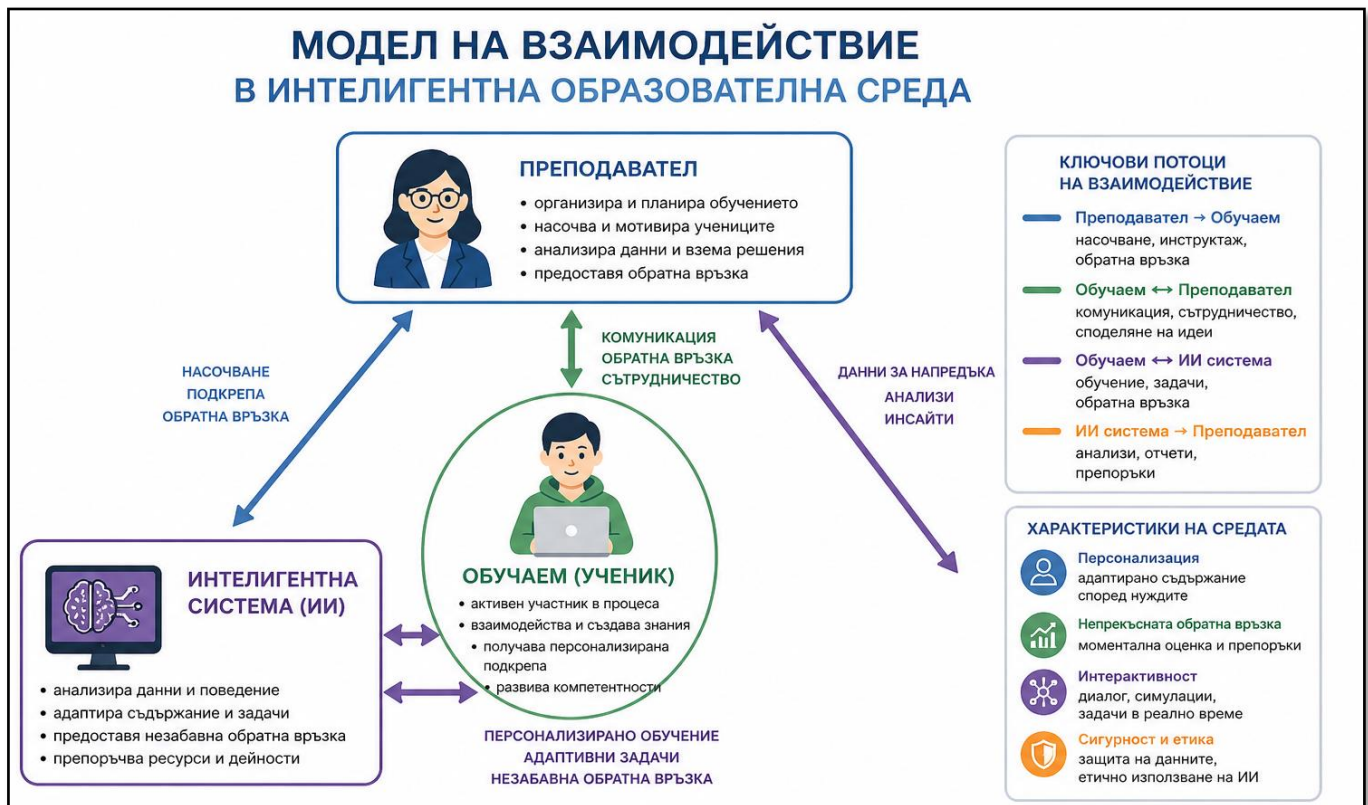 МОДЕЛ НА ВЗАИМОДЕЙСТВИЕ
В ИНТЕЛИГЕНТНА ОБРАЗОВАТЕЛНА СРЕДА
ПРЕПОДАВАТЕЛ
• организира и планира обучението
• насочва и мотивира учениците
• анализира данни и взема решения
• предоставя обратна връзка
НАСОЧВАНЕ
ПОДКРЕПА
ОБРАТНА ВРЪЗКА
КОМУНИКАЦИЯ
ОБРАТНА ВРЪЗКА
СЪТРУДНИЧЕСТВО
ДАННИ ЗА НАПРЕДЪКА
АНАЛИЗИ
ИНСАЙТИ
ИНТЕЛИГЕНТНА
СИСТЕМА (ИИ)
• анализира данни и поведение
• адаптира съдържание и задачи
• предоставя незабавна обратна връзка
• препоръчва ресурси и дейности
ОБУЧАЕМ (УЧЕНИК)
• активен участник в процеса
• взаимодейства и създава знания
• получава персонализирана
подкрепа
• развива компетентности
ПЕРСОНАЛИЗИРАНО ОБУЧЕНИЕ
АДАПТИВНИ ЗАДАЧИ
НЕЗАБАВНА ОБРАТНА ВРЪЗКА
КЛЮЧОВИ ПОТОЦИ
НА ВЗАИМОДЕЙСТВИЕ
Преподавател → Обучаем
насочване, инструктаж,
обратна връзка
Обучаем ↔ Преподавател
комуникация, сътрудничество,
споделяне на идеи
Обучаем ↔ ИИ система
обучение, задачи,
обратна връзка
ИИ система → Преподавател
анализи, отчети,
препоръки
ХАРАКТЕРИСТИКИ НА СРЕДАТА
Персонализация
адаптирано съдържание
според нуждите
Непрекъсната обратна връзка
моментална оценка и препоръки
Интерактивност
диалог, симулации,
задачи в реално време
Сигурност и етика
защита на данните,
етично използване на ИИ